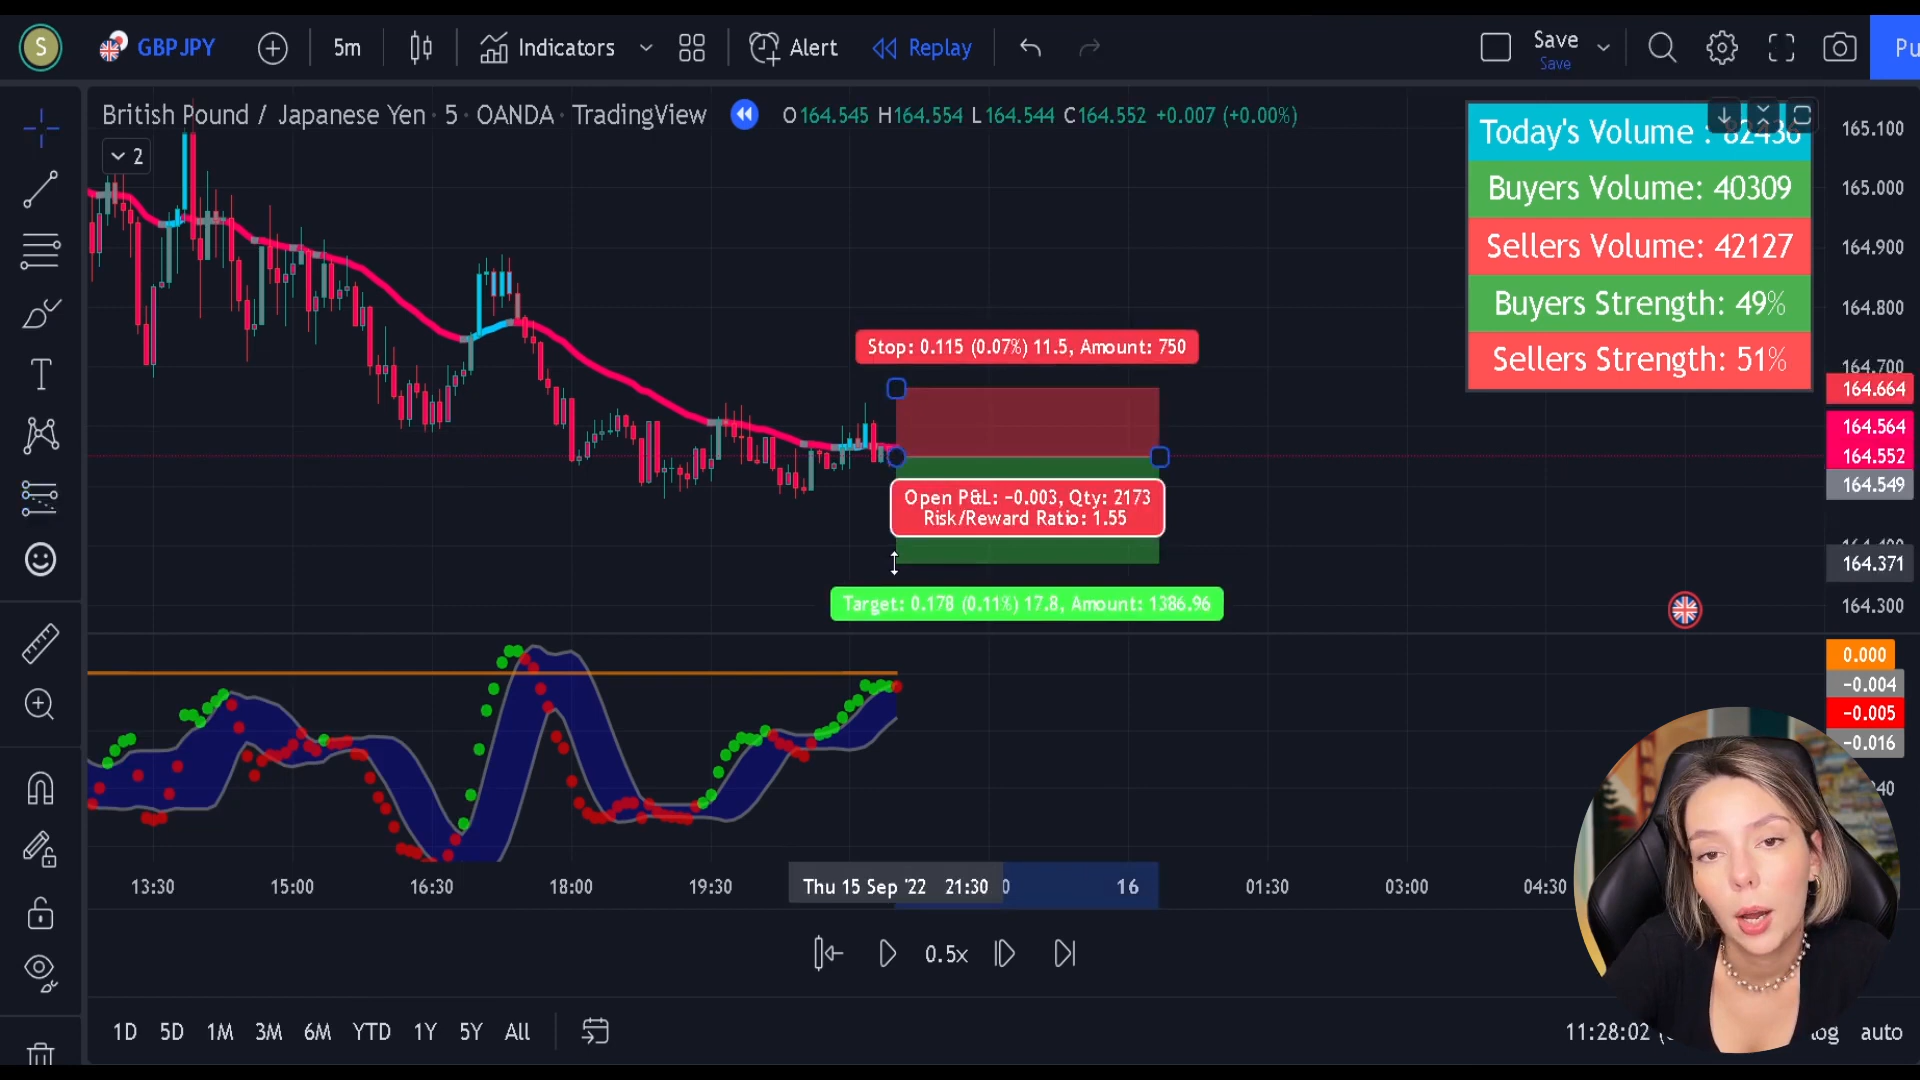 S
GBPJPY
5m
Indicators
Alert
Replay
Save
Save
Pu
British Pound / Japanese Yen · 5 · OANDA · TradingView
O164.545 H164.554 L164.544 C164.552 +0.007 (+0.00%)
2
Today's Volume : 82436
Buyers Volume: 40309
Sellers Volume: 42127
Buyers Strength: 49%
Sellers Strength: 51%
165.100
165.000
164.900
164.800
164.700
164.664
164.564
164.552
164.549
164.371
164.300
Stop: 0.115 (0.07%) 11.5, Amount: 750
Open P&L: −0.003, Qty: 2173
Risk/Reward Ratio: 1.55
Target: 0.178 (0.11%) 17.8, Amount: 1386.96
0.000
−0.004
−0.005
−0.016
40
13:30
15:00
16:30
18:00
19:30
Thu 15 Sep '22 21:30
0
16
01:30
03:00
04:30
0.5x
1D 5D 1M 3M 6M YTD 1Y 5Y All
11:28:02
log
auto